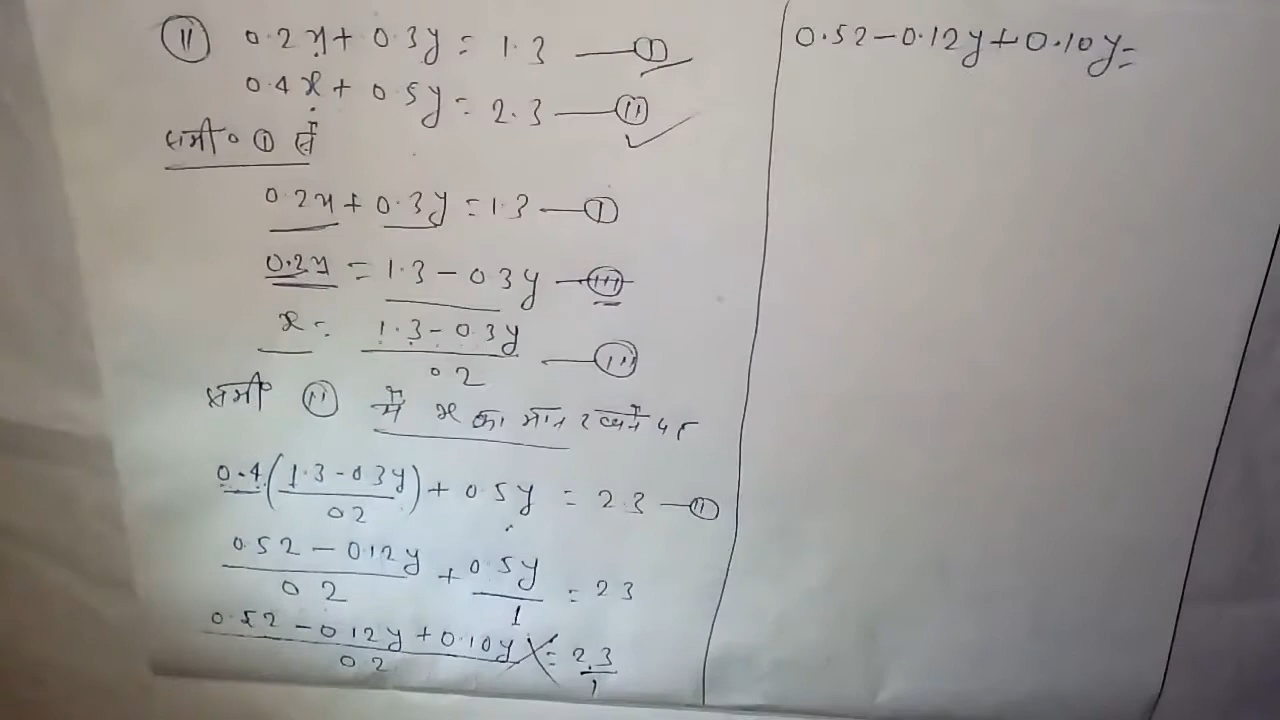 (II) 0.2x + 0.3y = 1.3 — (I)
0.4x + 0.5y = 2.3 — (II)
समी० (I) से
0.2x + 0.3y = 1.3 — (I)
0.2x = 1.3 - 0.3y — (III)
x = (1.3 - 0.3y)/0.2 — (III)
समी० (II) में x का मान रखने पर
0.4((1.3 - 0.3y)/0.2) + 0.5y = 2.3 — (II)
(0.52 - 0.12y)/0.2 + 0.5y/1 = 2.3
(0.52 - 0.12y + 0.10y)/0.2 = 2.3/1
0.52 - 0.12y + 0.10y =